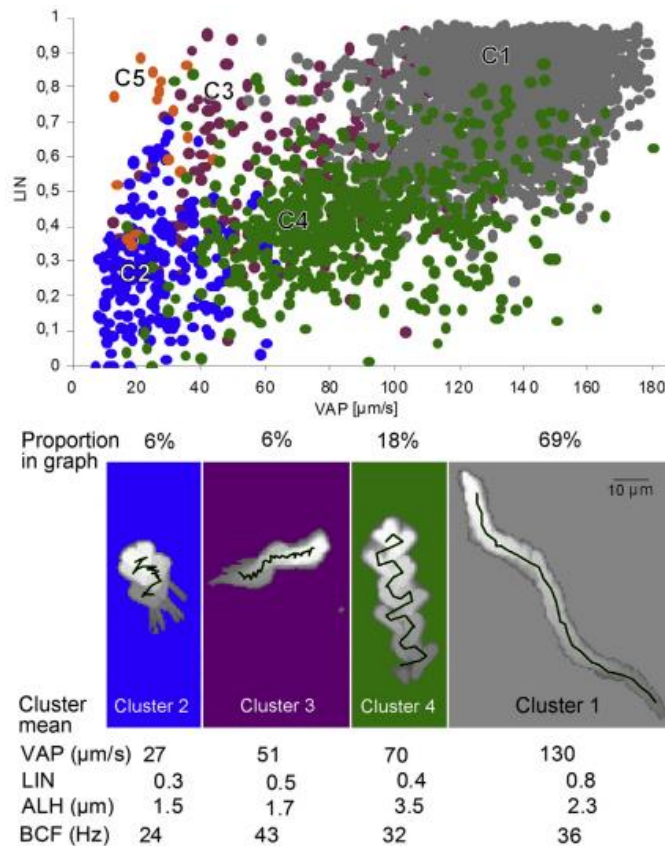 1
0,9
0,8
0,7
0,6
0,5
0,4
0,3
0,2
0,1
0
LIN
C5
C3
C1
C4
C2
0 20 40 60 80 100 120 140 160 180
VAP [µm/s]
Proportion in graph 6% 6% 18% 69%
10 µm
Cluster 2 Cluster 3 Cluster 4 Cluster 1
Cluster mean
VAP (µm/s) 27 51 70 130
LIN 0.3 0.5 0.4 0.8
ALH (µm) 1.5 1.7 3.5 2.3
BCF (Hz) 24 43 32 36